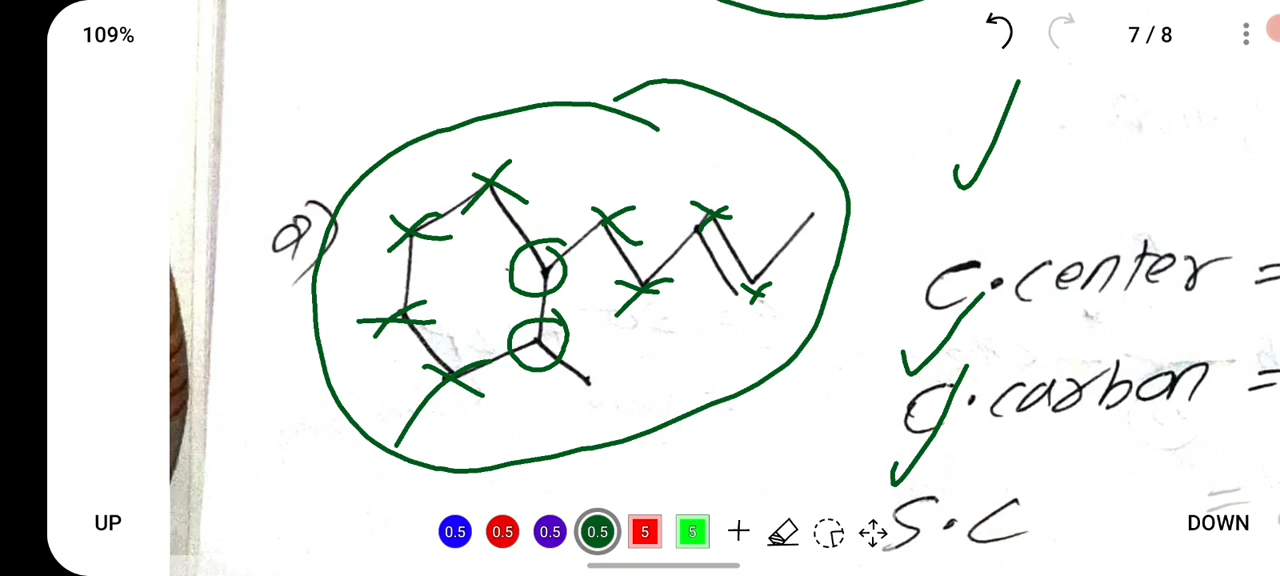 109%
7 / 8
a)
C.center =
C.carbon =
S.C
UP
0.5 0.5 0.5 0.5 5 5
DOWN